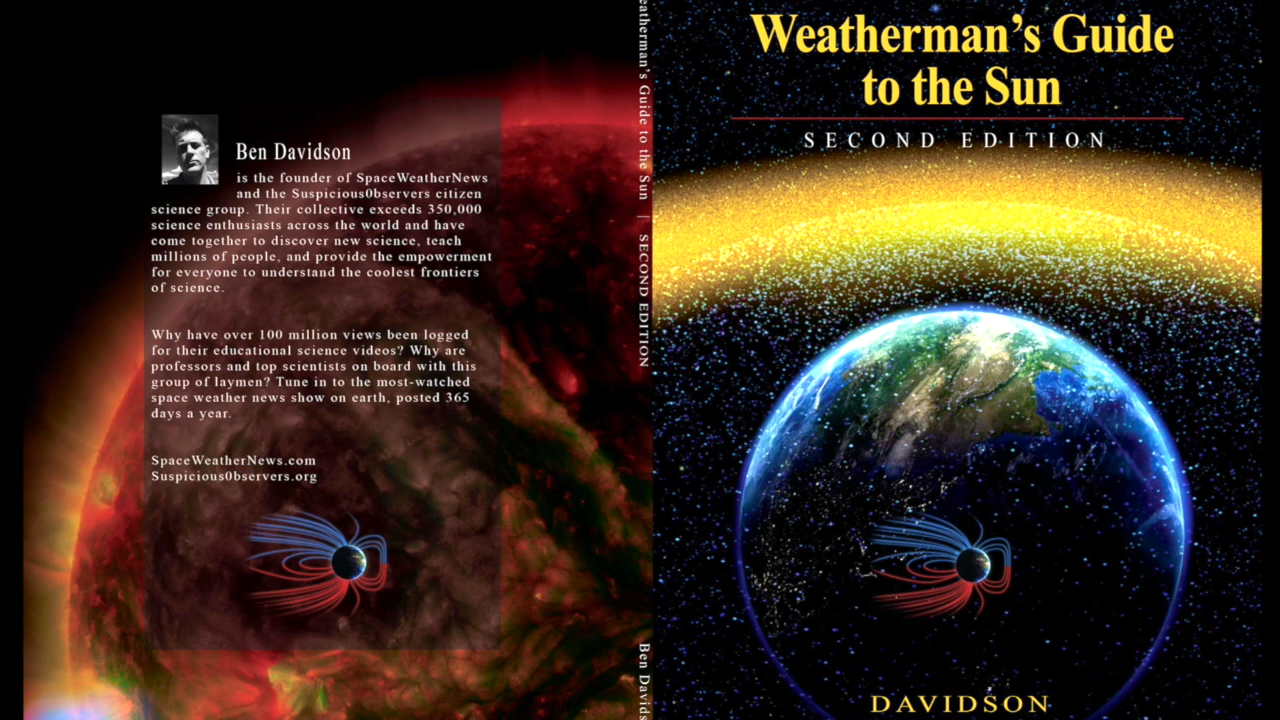 Ben Davidson
is the founder of SpaceWeatherNews
and the Suspicious0bservers citizen
science group. Their collective exceeds 350,000
science enthusiasts across the world and have
come together to discover new science, teach
millions of people, and provide the empowerment
for everyone to understand the coolest frontiers
of science.
Why have over 100 million views been logged
for their educational science videos? Why are
professors and top scientists on board with this
group of laymen? Tune in to the most-watched
space weather news show on earth, posted 365
days a year.
SpaceWeatherNews.com
Suspicious0bservers.org
Guide to the Sun | SECOND EDITION
Ben
Weatherman's Guide
to the Sun
SECOND EDITION
DAVIDSON